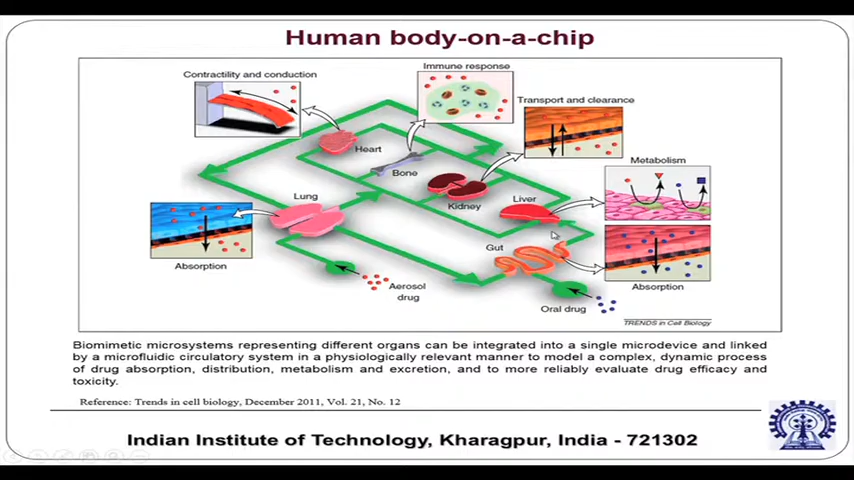 Human body-on-a-chip
Contractility and conduction
Immune response
Transport and clearance
Metabolism
Heart
Bone
Kidney
Liver
Lung
Gut
Absorption
Absorption
Aerosol
drug
Oral drug
TRENDS in Cell Biology
Biomimetic microsystems representing different organs can be integrated into a single microdevice and linked
by a microfluidic circulatory system in a physiologically relevant manner to model a complex, dynamic process
of drug absorption, distribution, metabolism and excretion, and to more reliably evaluate drug efficacy and
toxicity.
Reference: Trends in cell biology, December 2011, Vol. 21, No. 12
Indian Institute of Technology, Kharagpur, India - 721302